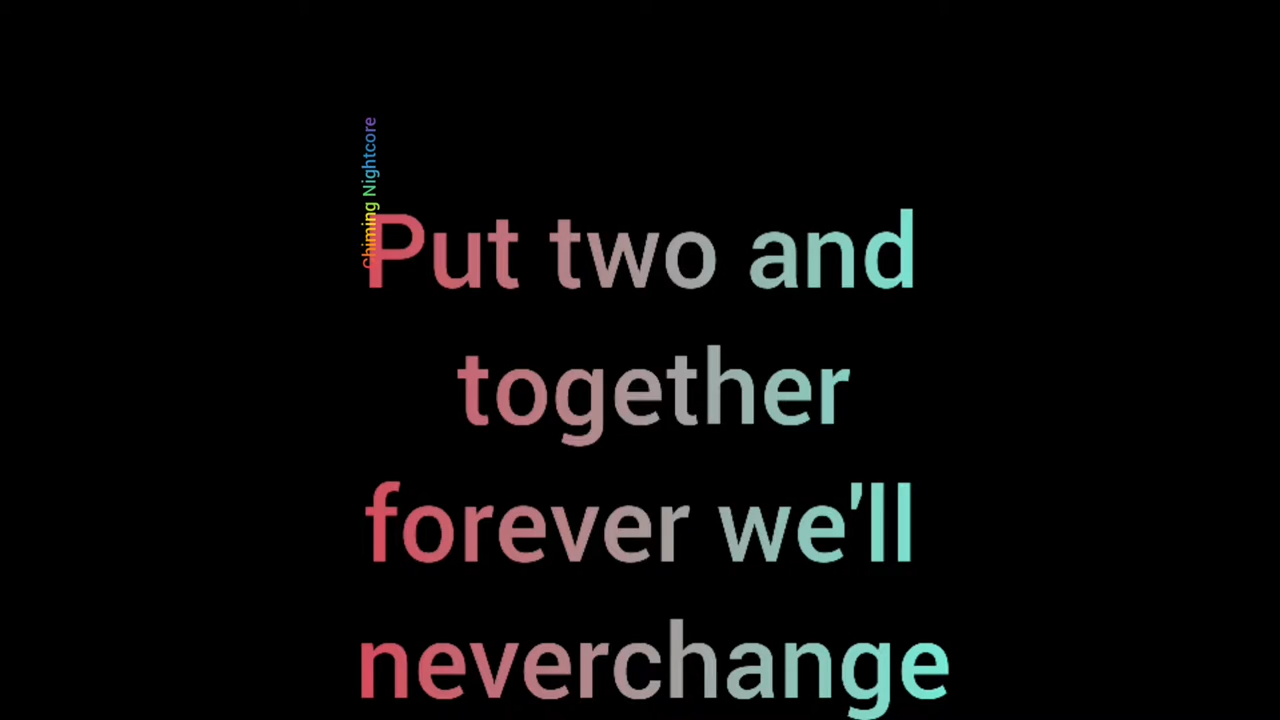 Chiming Nightcore
Put two and
together
forever we'll
neverchange